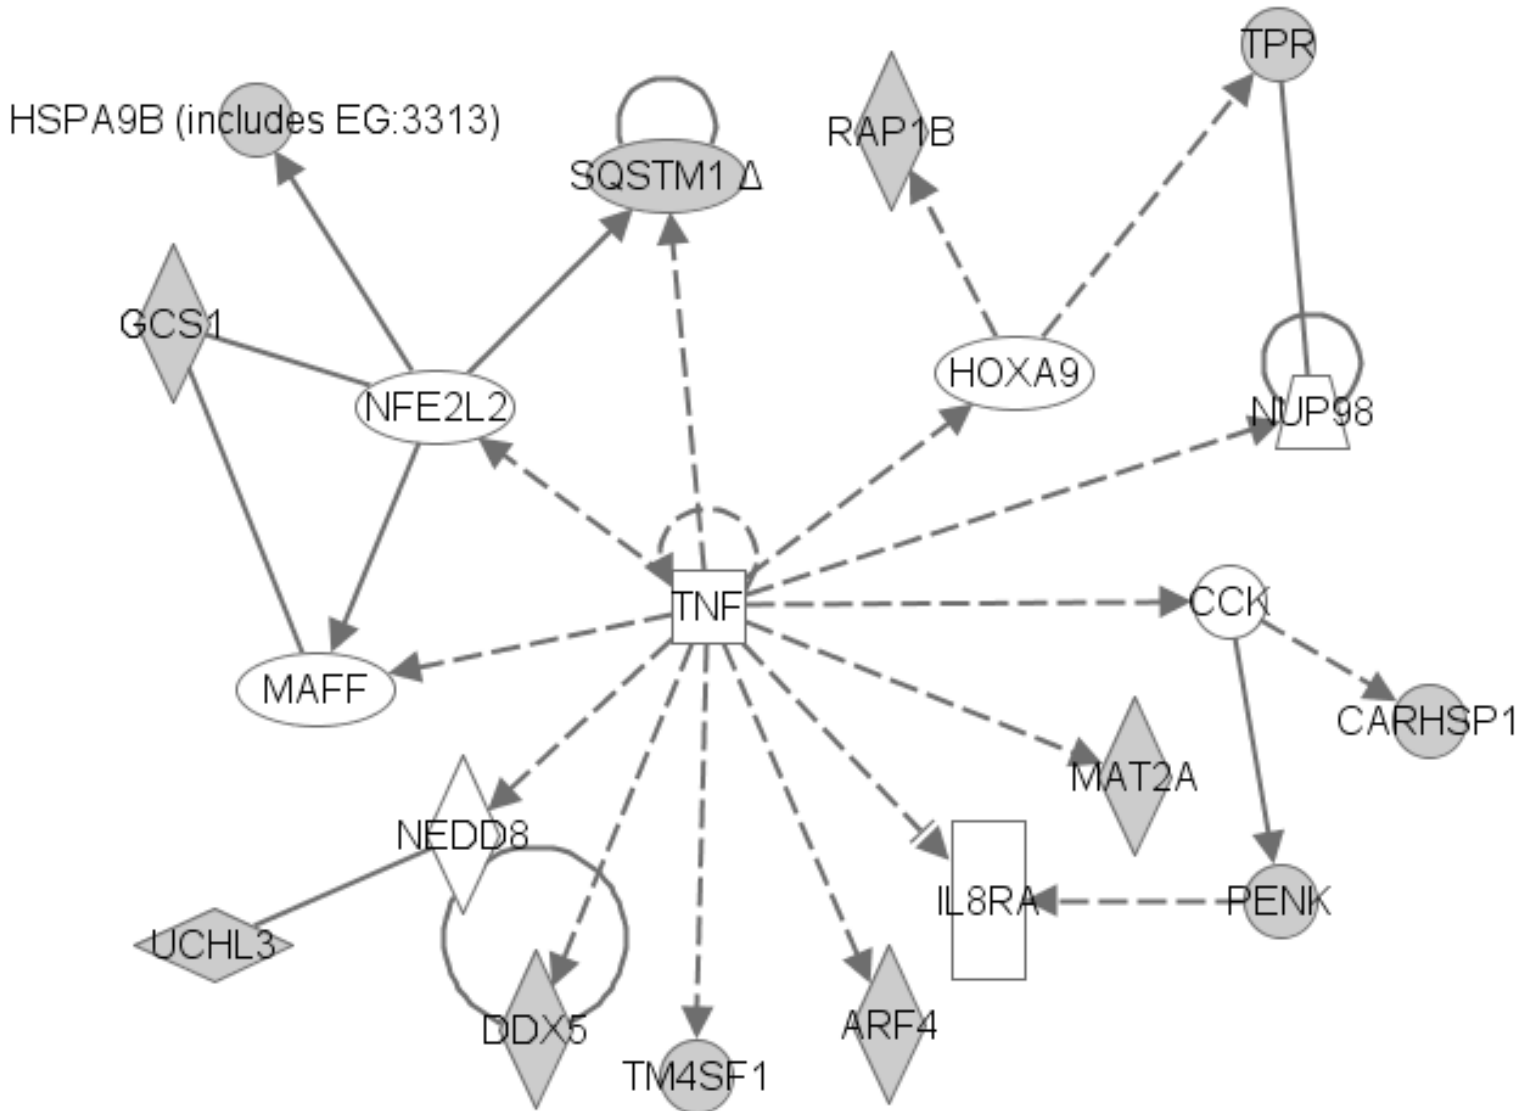 TPR
HSPA9B (includes EG:3313)
RAP1B
SQSTM1 Δ
GCS1
HOXA9
NFE2L2
NUP98
TNF
CCK
MAFF
CARHSP1
MAT2A
NEDD8
IL8RA
PENK
UCHL3
DDX5
ARF4
TM4SF1